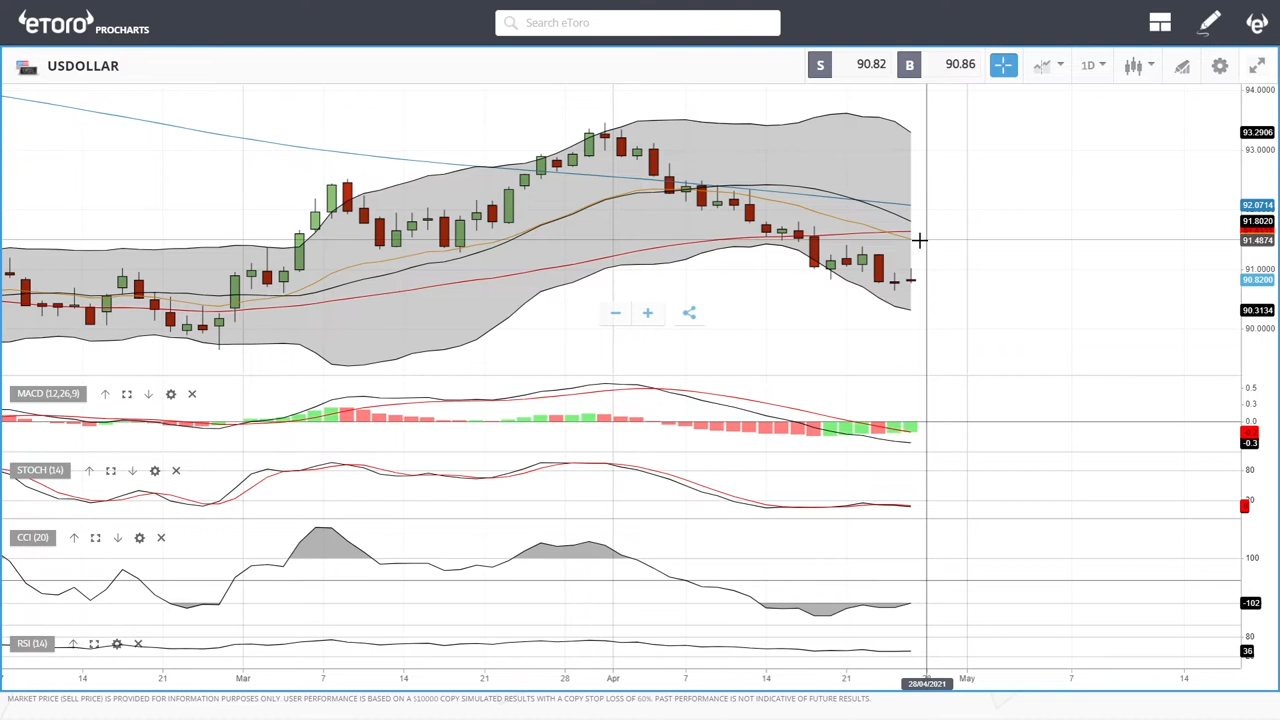 eToro PROCHARTS
Search eToro
USDOLLAR
S 90.82 B 90.86
1D
94.0000
93.2906
93.0000
92.0714
91.8020
91.4874
91.0000
90.8200
90.3134
90.0000
MACD (12,26,9)
0.5
0.3
0.0
-0.3
STOCH (14)
80
20
CCI (20)
100
-102
RSI (14)
80
36
14 21 Mar 7 14 21 28 Apr 7 14 21 May 7 14
28/04/2021
MARKET PRICE (SELL PRICE) IS PROVIDED FOR INFORMATION PURPOSES ONLY. USER PERFORMANCE IS BASED ON A $10000 COPY SIMULATED RESULTS WITH A COPY STOP LOSS OF 60%. PAST PERFORMANCE IS NOT INDICATIVE OF FUTURE RESULTS.